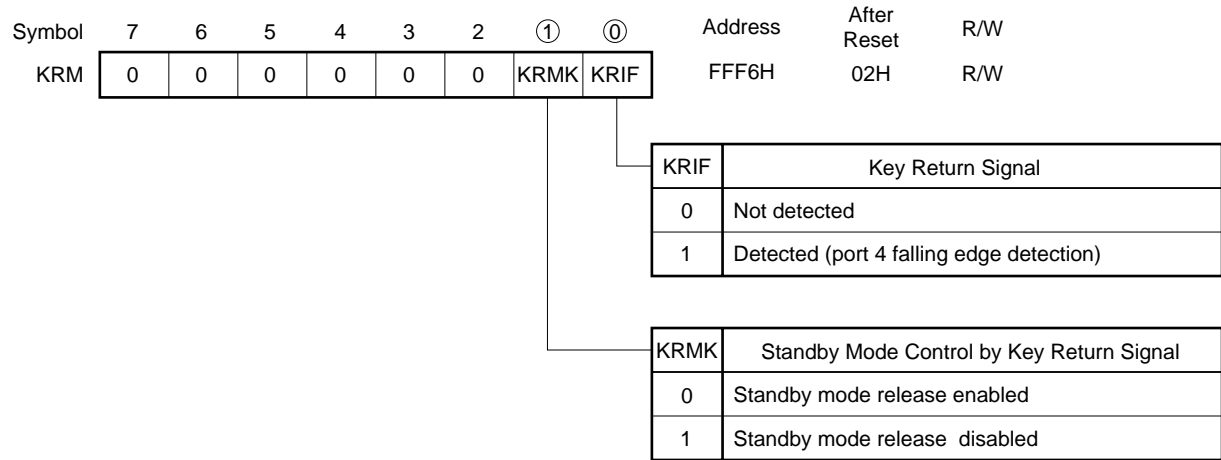 Symbol 7 6 5 4 3 2 ① ⓪ Address After Reset R/W
KRM 0 0 0 0 0 0 KRMK KRIF FFF6H 02H R/W
KRIF Key Return Signal
0 Not detected
1 Detected (port 4 falling edge detection)
KRMK Standby Mode Control by Key Return Signal
0 Standby mode release enabled
1 Standby mode release disabled